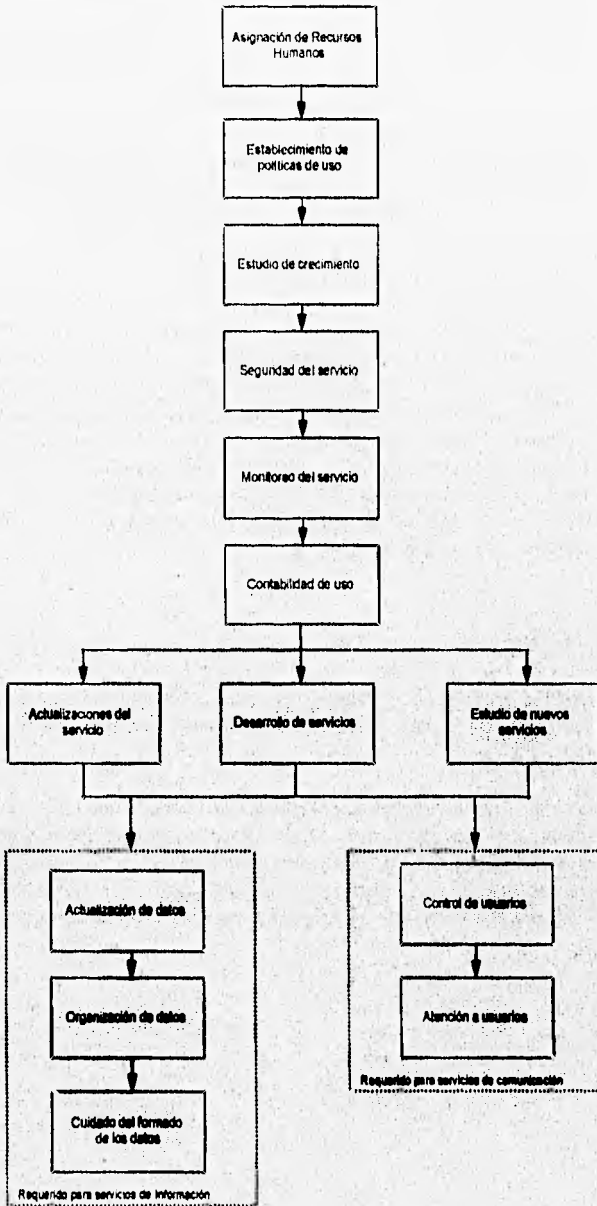 Asignación de Recursos
Humanos
Establecimiento de
políticas de uso
Estudio de crecimiento
Seguridad del servicio
Monitoreo del servicio
Contabilidad de uso
Actualizaciones del
servicio
Desarrollo de servicios
Estudio de nuevos
servicios
Actualización de datos
Organización de datos
Cuidado del formado
de los datos
Requerido para servicios de información
Control de usuarios
Atención a usuarios
Requerido para servicios de comunicación